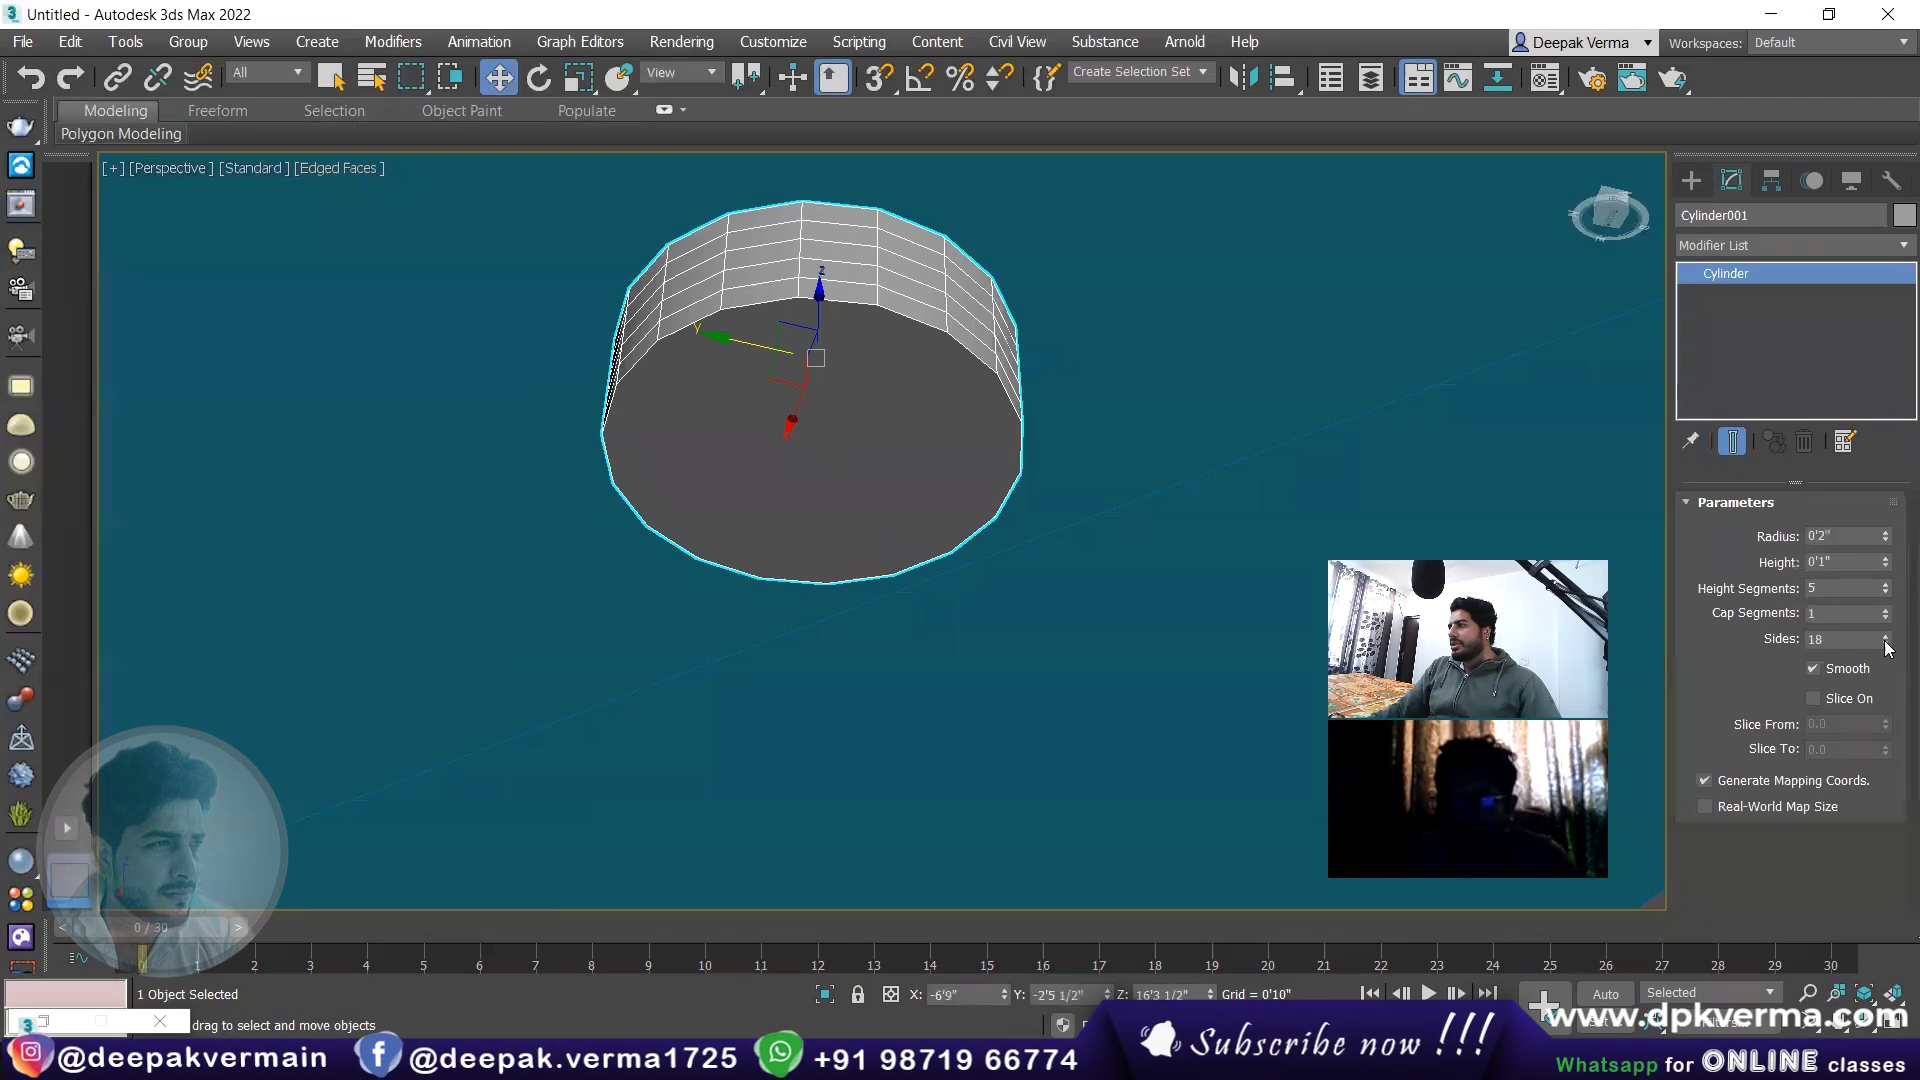 Untitled - Autodesk 3ds Max 2022
File Edit Tools Group Views Create Modifiers Animation Graph Editors Rendering Customize Scripting Content Civil View Substance Arnold Help
Deepak Verma
Workspaces: Default
All
View
Create Selection Set
Modeling Freeform Selection Object Paint Populate
Polygon Modeling
[+] [Perspective ] [Standard ] [Edged Faces ]
z
y
Cylinder001
Modifier List
Cylinder
Parameters
Radius: 0'2"
Height: 0'1"
Height Segments: 5
Cap Segments: 1
Sides: 18
Smooth
Slice On
Slice From: 0.0
Slice To: 0.0
Generate Mapping Coords.
Real-World Map Size
0 / 30
1 2 3 4 5 6 7 8 9 10 11 12 13 14 15 16 17 18 19 20 21 22 23 24 25 26 27 28 29 30
1 Object Selected
X: -6'9" Y: -2'5 1/2" Z: 16'3 1/2" Grid = 0'10"
Auto
Selected
drag to select and move objects
@deepakvermain @deepak.verma1725 +91 98719 66774
Subscribe now !!!
www.dpkverma.com
Whatsapp for ONLINE classes